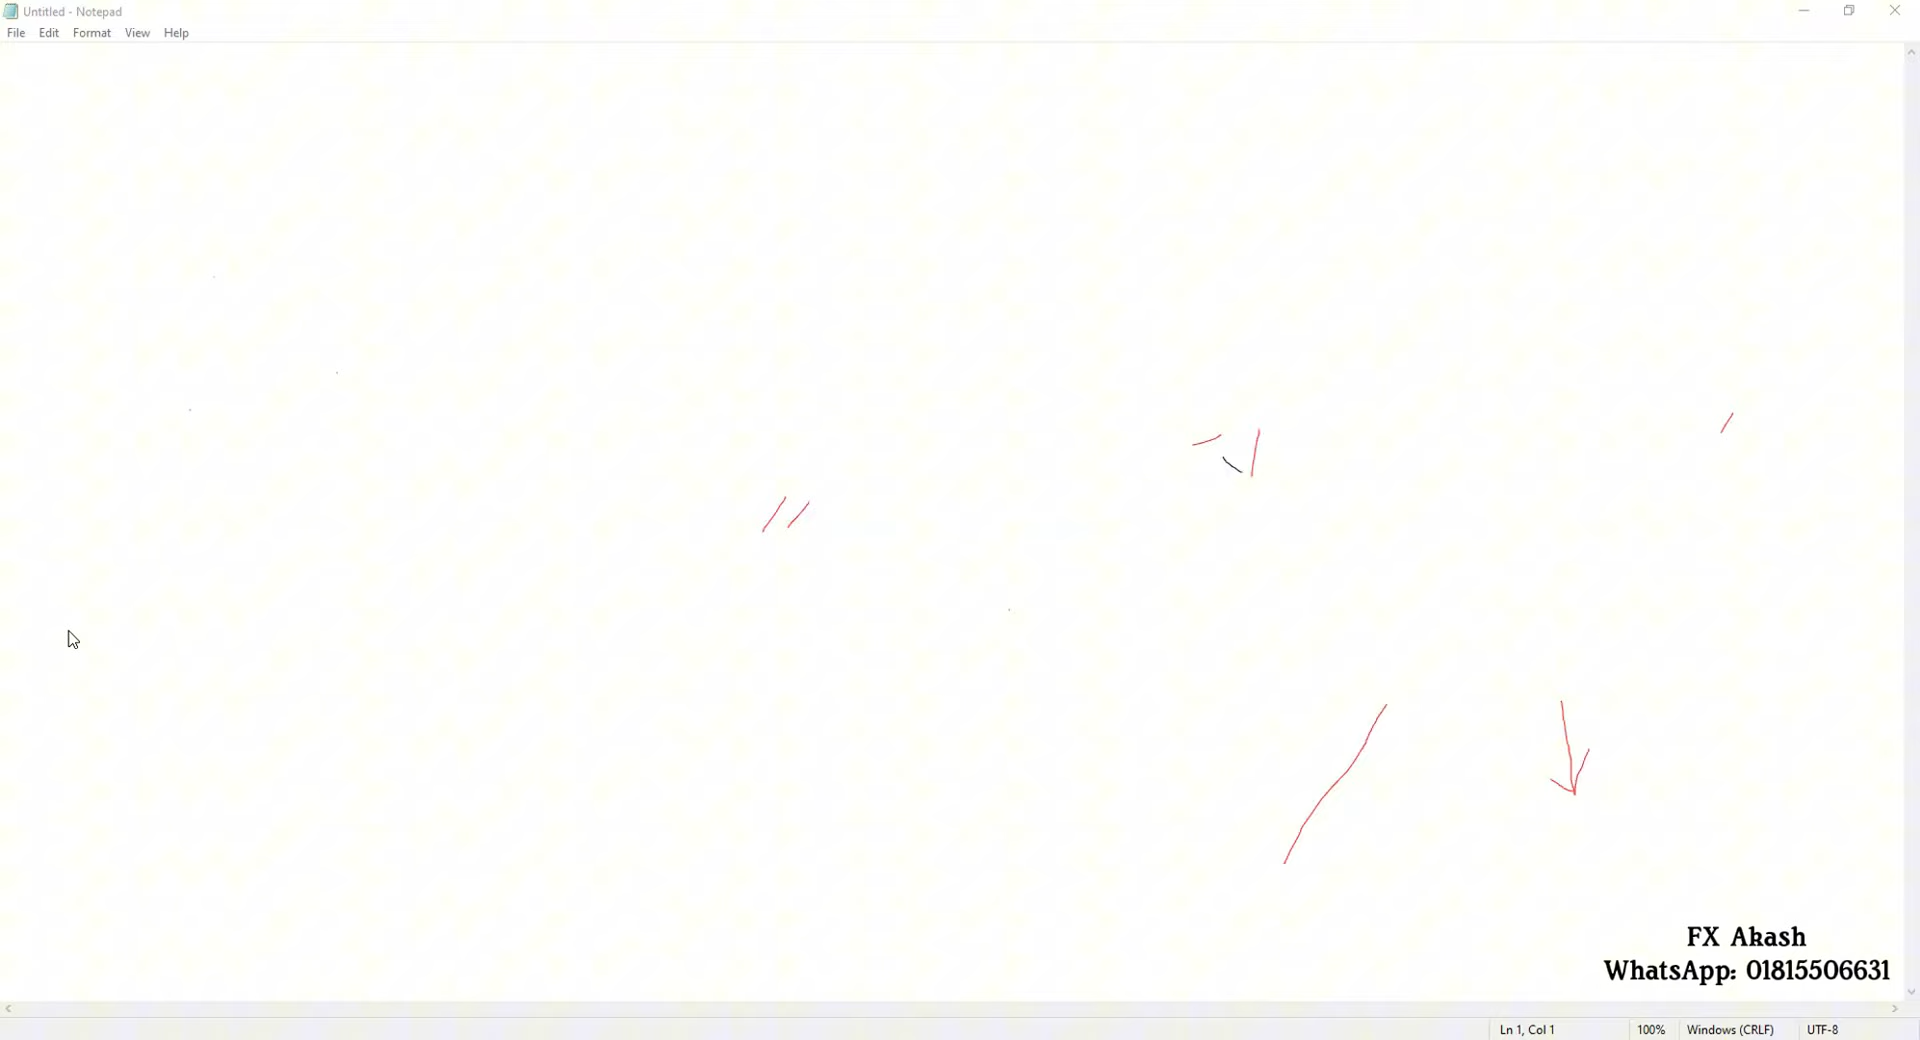 Untitled - Notepad
File Edit Format View Help
FX Akash
WhatsApp: 01815506631
Ln 1, Col 1 100% Windows (CRLF) UTF-8